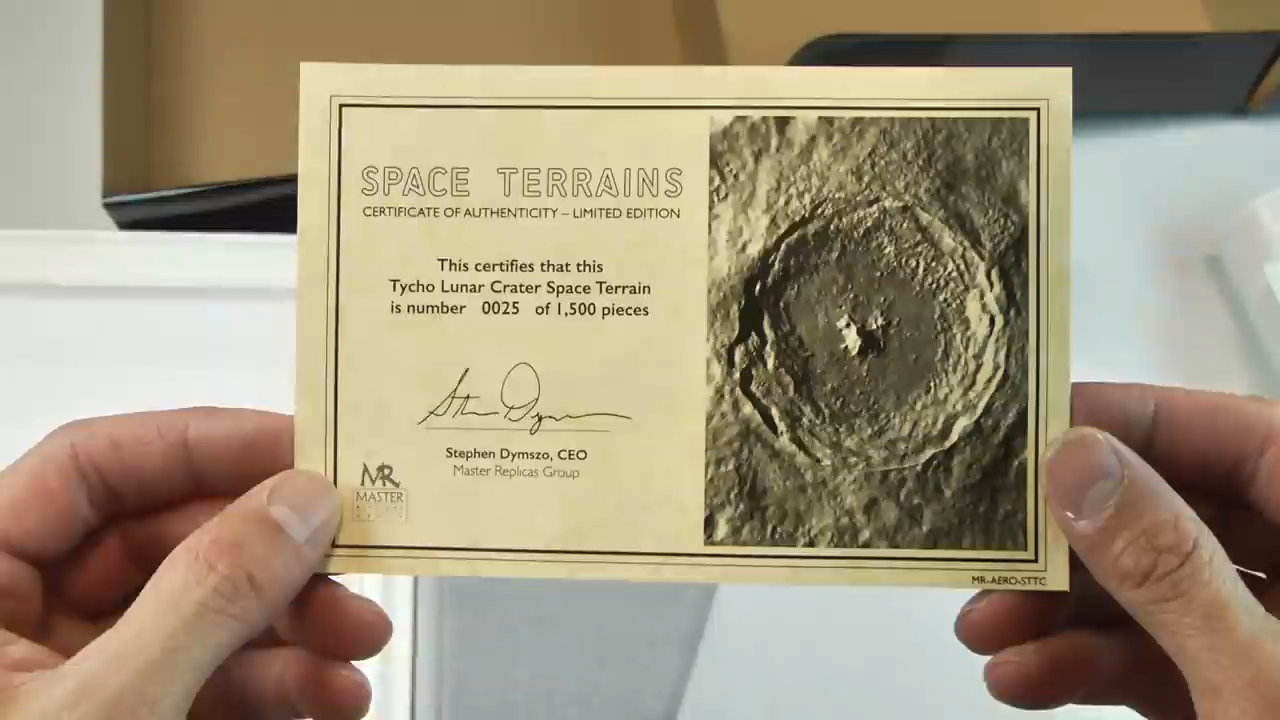 SPACE TERRAINS
CERTIFICATE OF AUTHENTICITY – LIMITED EDITION
This certifies that this
Tycho Lunar Crater Space Terrain
is number 0025 of 1,500 pieces
Stephen Dymszo, CEO
Master Replicas Group
MR
MASTER
MR-AERO-STTC